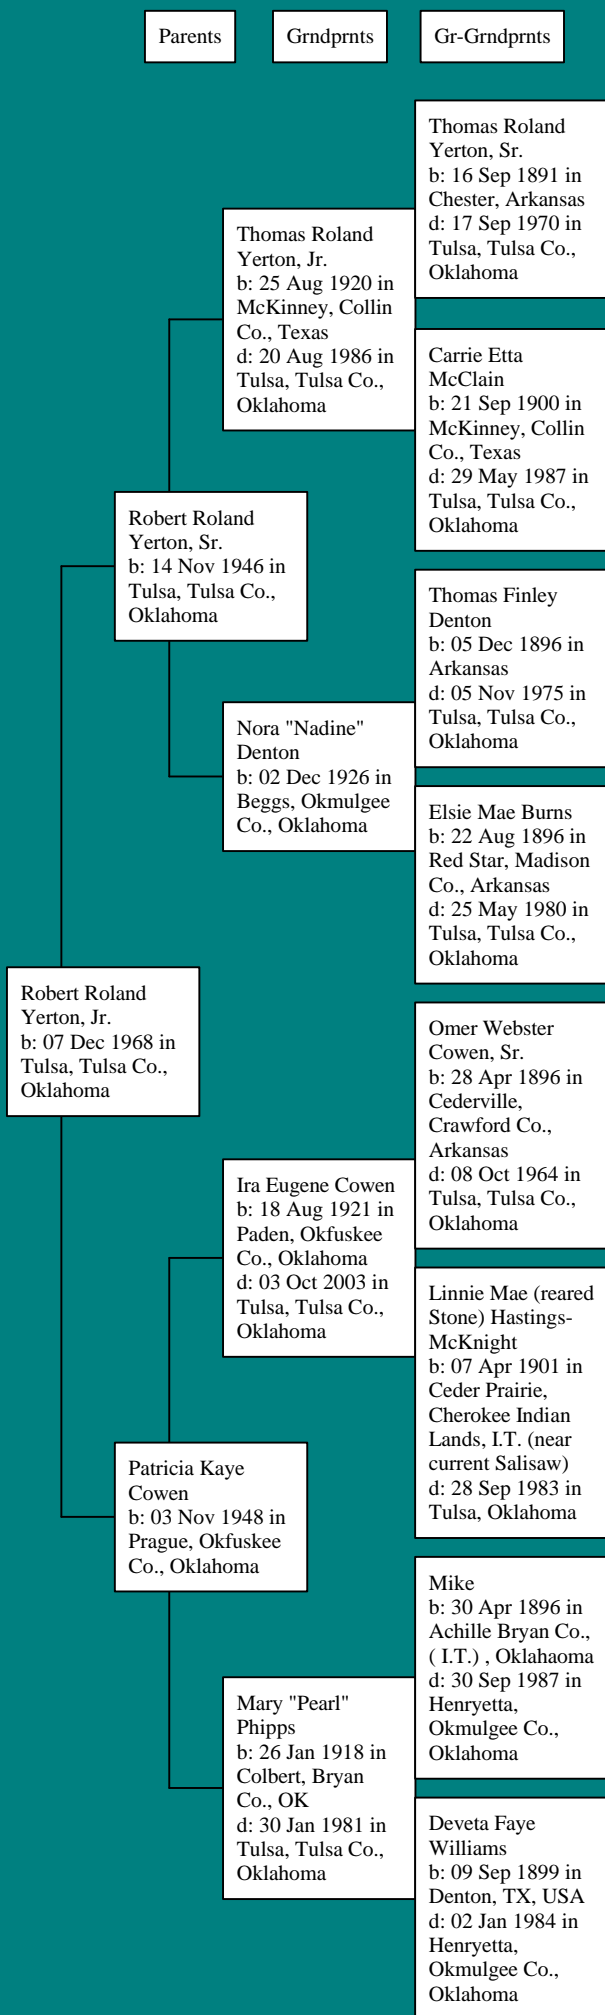 Parents
Grndprnts
Gr-Grndprnts
Thomas Roland
Yerton, Sr.
b: 16 Sep 1891 in
Chester, Arkansas
d: 17 Sep 1970 in
Tulsa, Tulsa Co.,
Oklahoma
Thomas Roland
Yerton, Jr.
b: 25 Aug 1920 in
McKinney, Collin
Co., Texas
d: 20 Aug 1986 in
Tulsa, Tulsa Co.,
Oklahoma
Carrie Etta
McClain
b: 21 Sep 1900 in
McKinney, Collin
Co., Texas
d: 29 May 1987 in
Tulsa, Tulsa Co.,
Oklahoma
Robert Roland
Yerton, Sr.
b: 14 Nov 1946 in
Tulsa, Tulsa Co.,
Oklahoma
Thomas Finley
Denton
b: 05 Dec 1896 in
Arkansas
d: 05 Nov 1975 in
Tulsa, Tulsa Co.,
Oklahoma
Nora "Nadine"
Denton
b: 02 Dec 1926 in
Beggs, Okmulgee
Co., Oklahoma
Elsie Mae Burns
b: 22 Aug 1896 in
Red Star, Madison
Co., Arkansas
d: 25 May 1980 in
Tulsa, Tulsa Co.,
Oklahoma
Robert Roland
Yerton, Jr.
b: 07 Dec 1968 in
Tulsa, Tulsa Co.,
Oklahoma
Omer Webster
Cowen, Sr.
b: 28 Apr 1896 in
Cederville,
Crawford Co.,
Arkansas
d: 08 Oct 1964 in
Tulsa, Tulsa Co.,
Oklahoma
Ira Eugene Cowen
b: 18 Aug 1921 in
Paden, Okfuskee
Co., Oklahoma
d: 03 Oct 2003 in
Tulsa, Tulsa Co.,
Oklahoma
Linnie Mae (reared
Stone) Hastings-
McKnight
b: 07 Apr 1901 in
Ceder Prairie,
Cherokee Indian
Lands, I.T. (near
current Salisaw)
d: 28 Sep 1983 in
Tulsa, Oklahoma
Patricia Kaye
Cowen
b: 03 Nov 1948 in
Prague, Okfuskee
Co., Oklahoma
Mike
b: 30 Apr 1896 in
Achille Bryan Co.,
( I.T.) , Oklahaoma
d: 30 Sep 1987 in
Henryetta,
Okmulgee Co.,
Oklahoma
Mary "Pearl"
Phipps
b: 26 Jan 1918 in
Colbert, Bryan
Co., OK
d: 30 Jan 1981 in
Tulsa, Tulsa Co.,
Oklahoma
Deveta Faye
Williams
b: 09 Sep 1899 in
Denton, TX, USA
d: 02 Jan 1984 in
Henryetta,
Okmulgee Co.,
Oklahoma